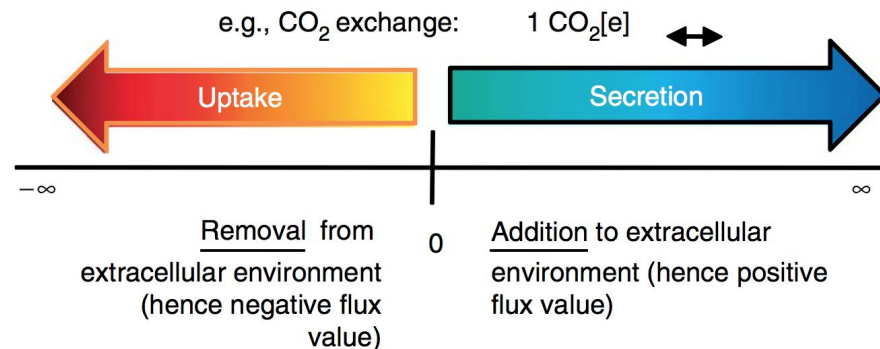 e.g., CO₂ exchange: 1 CO₂[e]
Uptake
Secretion
−∞
∞
0
Removal from
extracellular environment
(hence negative flux
value)
Addition to extracellular
environment (hence positive
flux value)